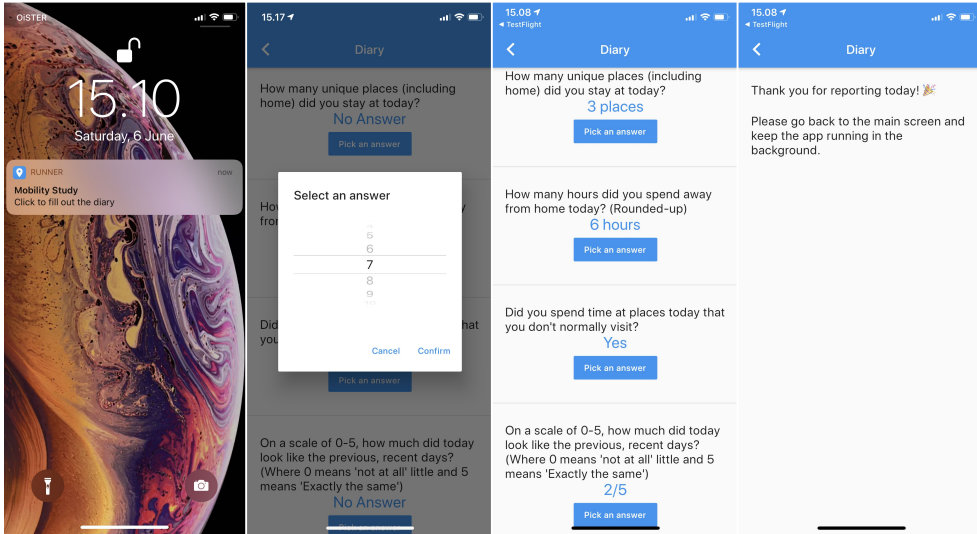 OiSTER
15.10
Saturday, 6 June
RUNNER
now
Mobility Study
Click to fill out the diary
15.17
Diary
How many unique places (including
home) did you stay at today?
No Answer
Pick an answer
Select an answer
5
6
7
8
9
10
Cancel
Confirm
Pick an answer
On a scale of 0-5, how much did today
look like the previous, recent days?
(Where 0 means 'not at all' little and 5
means 'Exactly the same')
No Answer
15.08
TestFlight
Diary
How many unique places (including
home) did you stay at today?
3 places
Pick an answer
How many hours did you spend away
from home today? (Rounded-up)
6 hours
Pick an answer
Did you spend time at places today that
you don't normally visit?
Yes
Pick an answer
On a scale of 0-5, how much did today
look like the previous, recent days?
(Where 0 means 'not at all' little and 5
means 'Exactly the same')
2/5
Pick an answer
15.08
TestFlight
Diary
Thank you for reporting today! 🎉
Please go back to the main screen and
keep the app running in the
background.